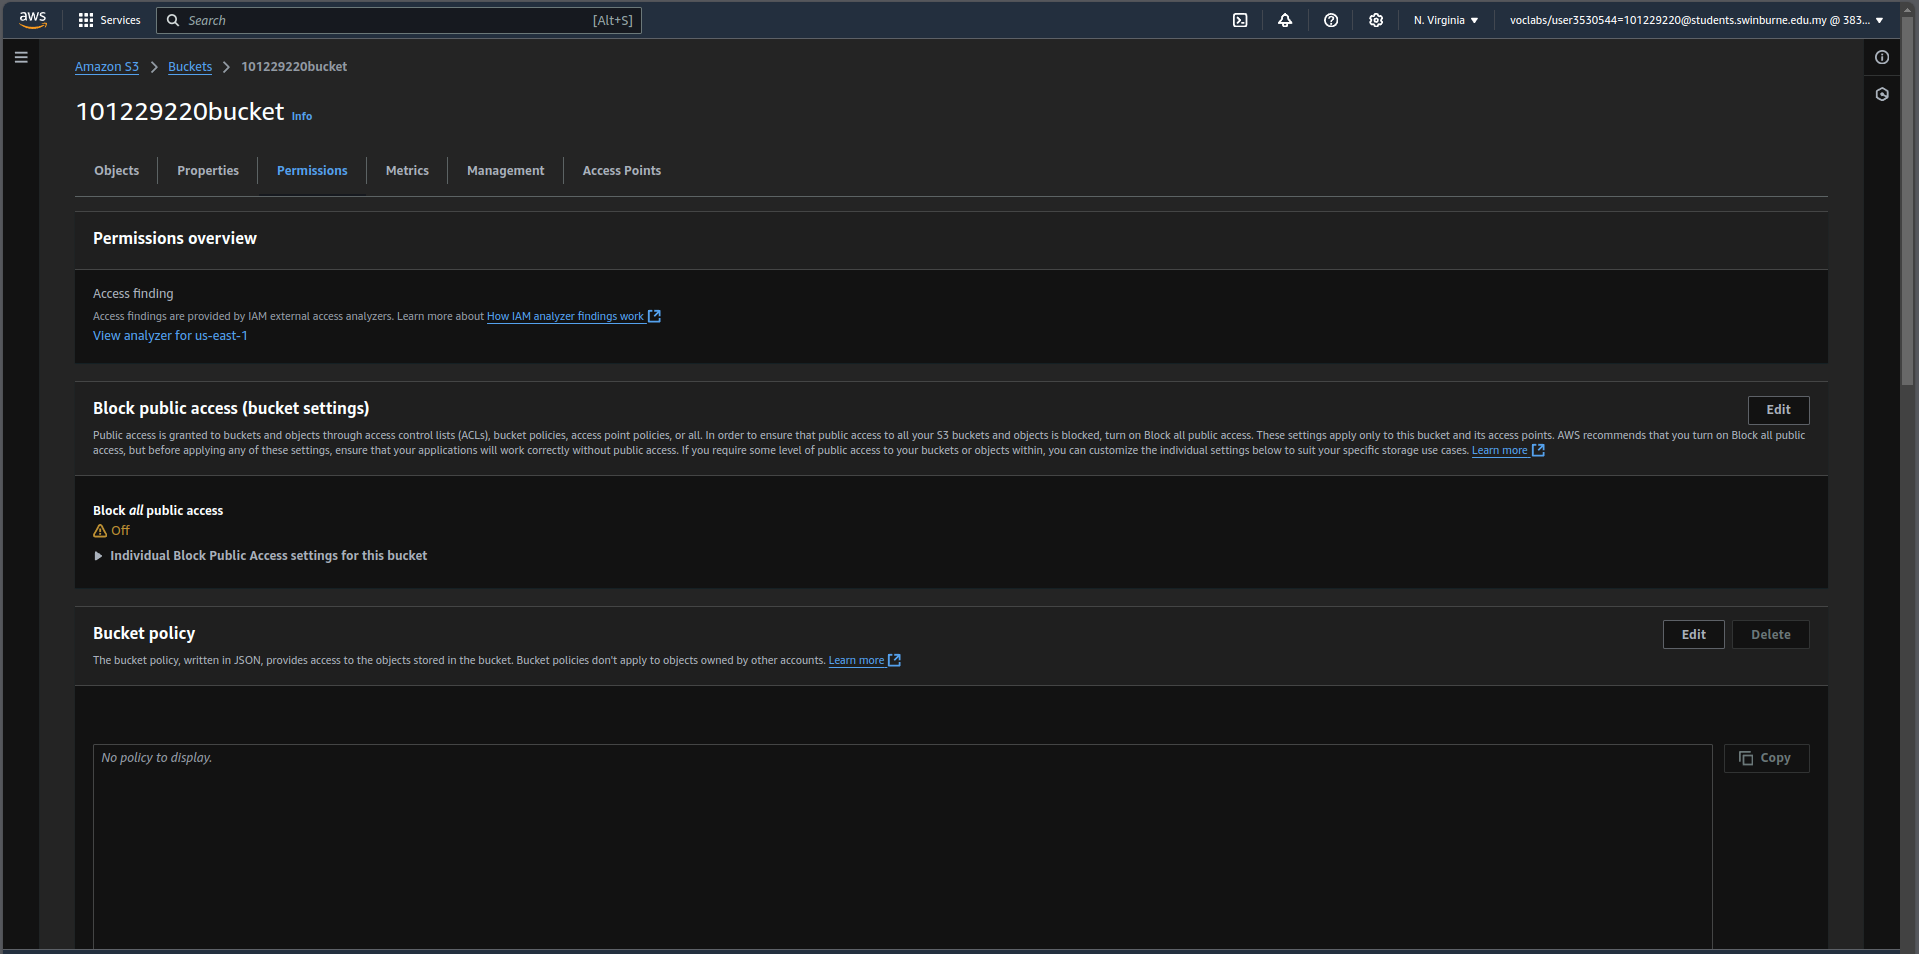 aws Services Search [Alt+S] N. Virginia voclabs/user3530544=101229220@students.swinburne.edu.my @ 383...
Amazon S3 Buckets 101229220bucket
101229220bucket Info
Objects Properties Permissions Metrics Management Access Points
Permissions overview
Access finding
Access findings are provided by IAM external access analyzers. Learn more about How IAM analyzer findings work
View analyzer for us-east-1
Block public access (bucket settings) Edit
Public access is granted to buckets and objects through access control lists (ACLs), bucket policies, access point policies, or all. In order to ensure that public access to all your S3 buckets and objects is blocked, turn on Block all public access. These settings apply only to this bucket and its access points. AWS recommends that you turn on Block all public
access, but before applying any of these settings, ensure that your applications will work correctly without public access. If you require some level of public access to your buckets or objects within, you can customize the individual settings below to suit your specific storage use cases. Learn more
Block all public access
Off
Individual Block Public Access settings for this bucket
Bucket policy Edit Delete
The bucket policy, written in JSON, provides access to the objects stored in the bucket. Bucket policies don't apply to objects owned by other accounts. Learn more
No policy to display. Copy